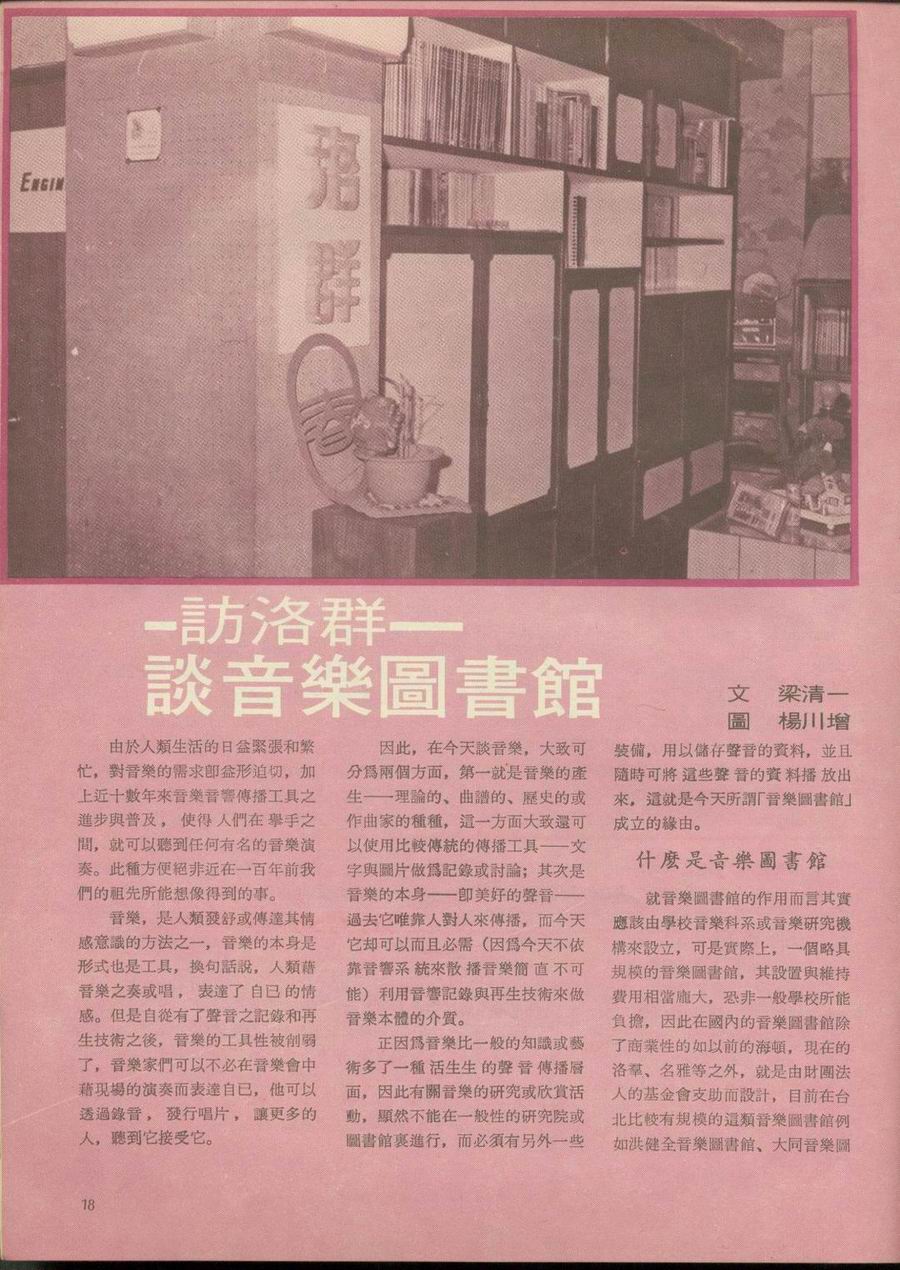 ENGIN
洛
群
春
–訪洛群—
談音樂圖書館
文　梁清一
圖　楊川增
由於人類生活的日益緊張和繁
忙，對音樂的需求卽益形迫切，加
上近十數年來音樂音響傳播工具之
進步與普及，使得人們在擧手之
間，就可以聽到任何有名的音樂演
奏。此種方便絕非近在一百年前我
們的祖先所能想像得到的事。
音樂，是人類發舒或傳達其情
感意識的方法之一，音樂的本身是
形式也是工具，換句話說，人類藉
音樂之奏或唱，表達了自已的情
感。但是自從有了聲音之記錄和再
生技術之後，音樂的工具性被削弱
了，音樂家們可以不必在音樂會中
藉現場的演奏而表達自已，他可以
透過錄音，發行唱片，讓更多的
人，聽到它接受它。
因此，在今天談音樂，大致可
分爲兩個方面，第一就是音樂的產
生——理論的、曲譜的、歷史的或
作曲家的種種，這一方面大致還可
以使用比較傳統的傳播工具——文
字與圖片做爲記錄或討論；其次是
音樂的本身——卽美好的聲音——
過去它唯靠人對人來傳播，而今天
它却可以而且必需（因爲今天不依
靠音響系統來散播音樂簡直不可
能）利用音響記錄與再生技術來做
音樂本體的介質。
正因爲音樂比一般的知識或藝
術多了一種活生生的聲音傳播層
面，因此有關音樂的硏究或欣賞活
動，顯然不能在一般性的硏究院或
圖書館裏進行，而必須有另外一些
裝備，用以儲存聲音的資料，並且
隨時可將這些聲音的資料播放出
來，這就是今天所謂「音樂圖書館」
成立的緣由。
什麼是音樂圖書館
就音樂圖書館的作用而言其實
應該由學校音樂科系或音樂硏究機
構來設立，可是實際上，一個略具
規模的音樂圖書館，其設置與維持
費用相當龐大，恐非一般學校所能
負擔，因此在國內的音樂圖書館除
了商業性的如以前的海頓，現在的
洛羣、名雅等之外，就是由財團法
人的基金會支助而設計，目前在台
北比較有規模的這類音樂圖書館例
如洪健全音樂圖書館、大同音樂圖
18